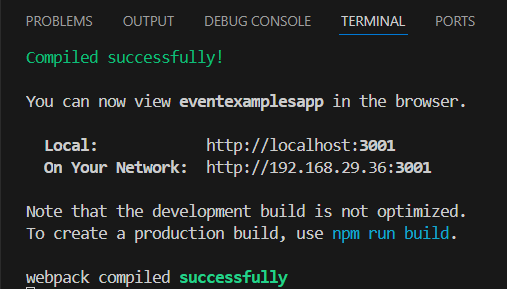 PROBLEMS OUTPUT DEBUG CONSOLE TERMINAL PORTS
Compiled successfully!
You can now view eventexamplesapp in the browser.
Local: http://localhost:3001
On Your Network: http://192.168.29.36:3001
Note that the development build is not optimized.
To create a production build, use npm run build.
webpack compiled successfully